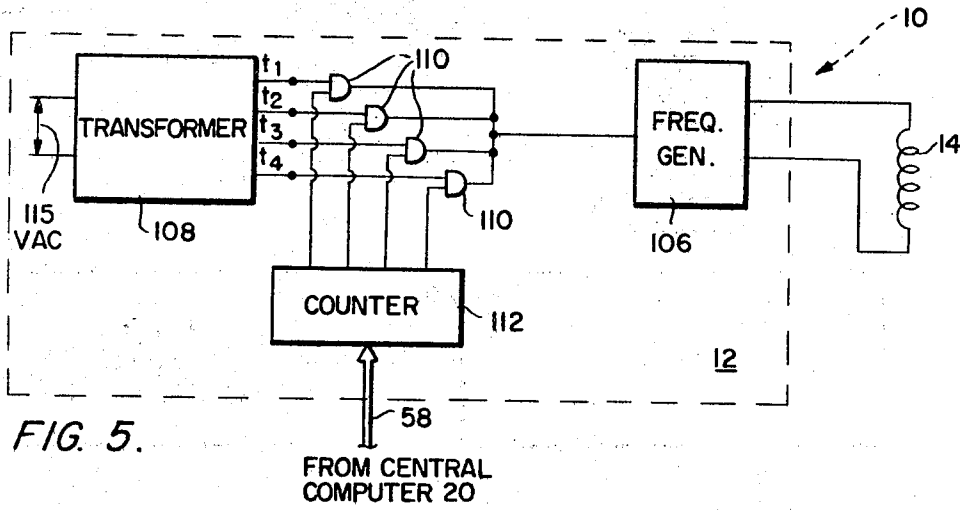 10
t1
t2
t3
t4
110
TRANSFORMER
FREQ.
GEN.
14
115
VAC
108
110
106
COUNTER
112
12
58
FIG. 5.
FROM CENTRAL
COMPUTER 20